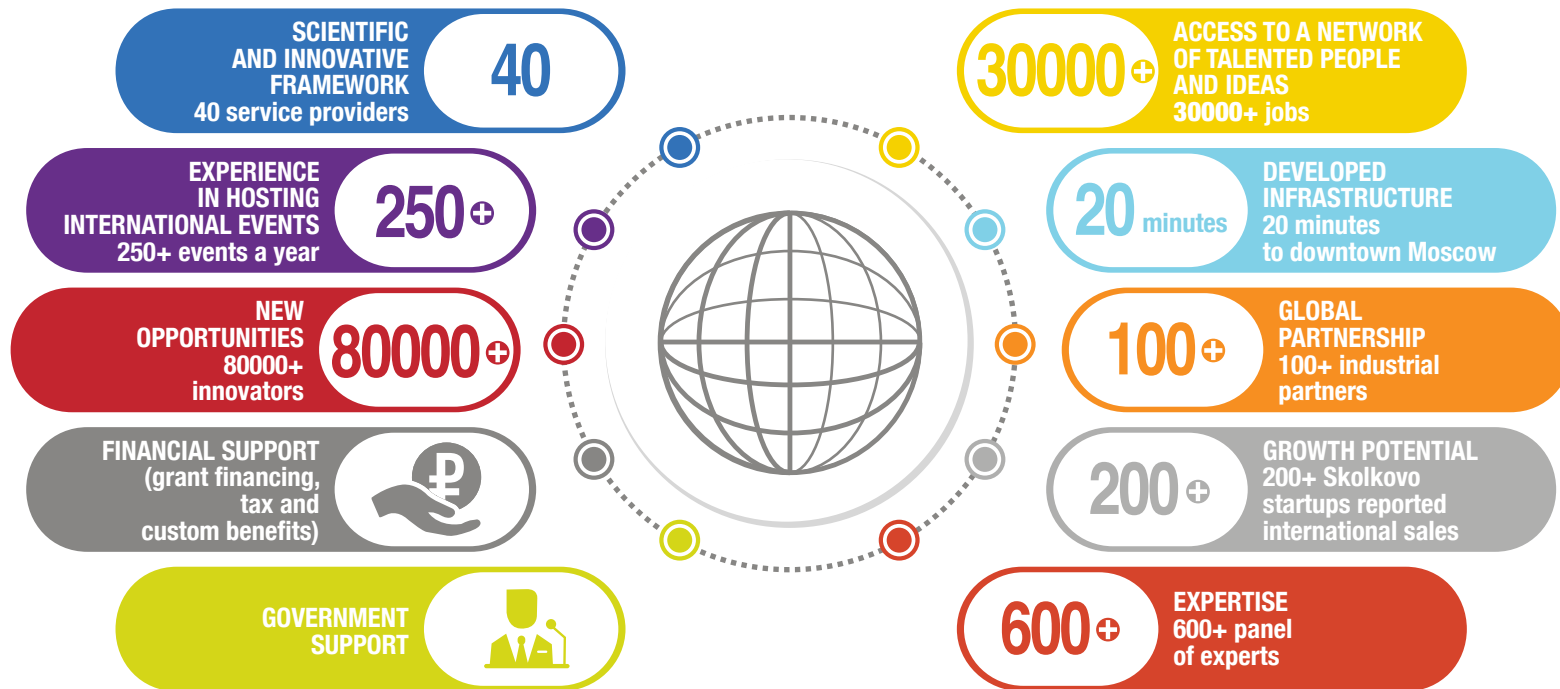 SCIENTIFIC
AND INNOVATIVE
FRAMEWORK
40 service providers
40
EXPERIENCE
IN HOSTING
INTERNATIONAL EVENTS
250+ events a year
250+
NEW
OPPORTUNITIES
80000+
innovators
80000+
FINANCIAL SUPPORT
(grant financing,
tax and
custom benefits)
₽
GOVERNMENT
SUPPORT
30000+
ACCESS TO A NETWORK
OF TALENTED PEOPLE
AND IDEAS
30000+ jobs
20 minutes
DEVELOPED
INFRASTRUCTURE
20 minutes
to downtown Moscow
100+
GLOBAL
PARTNERSHIP
100+ industrial
partners
200+
GROWTH POTENTIAL
200+ Skolkovo
startups reported
international sales
600+
EXPERTISE
600+ panel
of experts